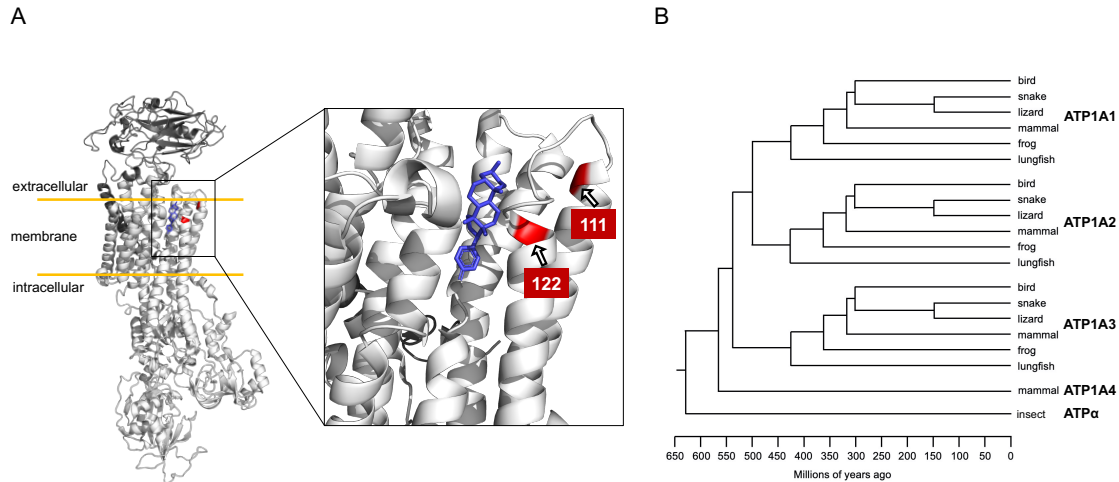 A
extracellular
membrane
intracellular
111
122
B
bird
snake
lizard
mammal
frog
lungfish
ATP1A1
bird
snake
lizard
mammal
frog
lungfish
ATP1A2
bird
snake
lizard
mammal
frog
lungfish
ATP1A3
mammal ATP1A4
insect ATPα
650 600 550 500 450 400 350 300 250 200 150 100 50 0
Millions of years ago